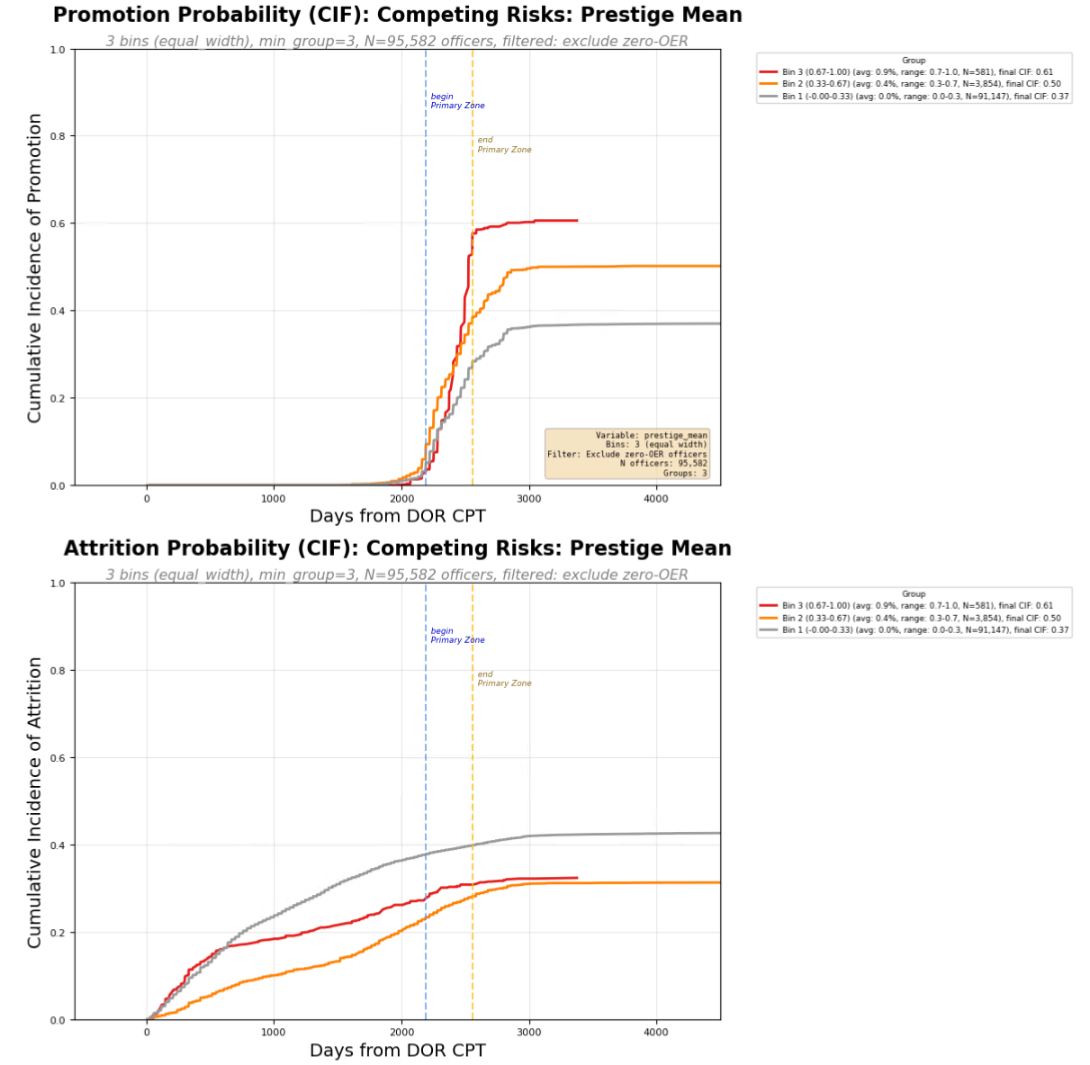 Promotion Probability (CIF): Competing Risks: Prestige Mean
3 bins (equal_width), min_group=3, N=95,582 officers, filtered: exclude zero-OER
Cumulative Incidence of Promotion
1.0
0.8
0.6
0.4
0.2
0.0
begin
Primary Zone
end
Primary Zone
Variable: prestige_mean
Bins: 3 (equal width)
Filter: Exclude zero-OER officers
N officers: 95,582
Groups: 3
0
1000
2000
3000
4000
Days from DOR CPT
Group
Bin 3 (0.67-1.00) (avg: 0.9%, range: 0.7-1.0, N=581), final CIF: 0.61
Bin 2 (0.33-0.67) (avg: 0.4%, range: 0.3-0.7, N=3,854), final CIF: 0.50
Bin 1 (-0.00-0.33) (avg: 0.0%, range: 0.0-0.3, N=91,147), final CIF: 0.37
Attrition Probability (CIF): Competing Risks: Prestige Mean
3 bins (equal_width), min_group=3, N=95,582 officers, filtered: exclude zero-OER
Cumulative Incidence of Attrition
1.0
0.8
0.6
0.4
0.2
0.0
begin
Primary Zone
end
Primary Zone
0
1000
2000
3000
4000
Days from DOR CPT
Group
Bin 3 (0.67-1.00) (avg: 0.9%, range: 0.7-1.0, N=581), final CIF: 0.61
Bin 2 (0.33-0.67) (avg: 0.4%, range: 0.3-0.7, N=3,854), final CIF: 0.50
Bin 1 (-0.00-0.33) (avg: 0.0%, range: 0.0-0.3, N=91,147), final CIF: 0.37